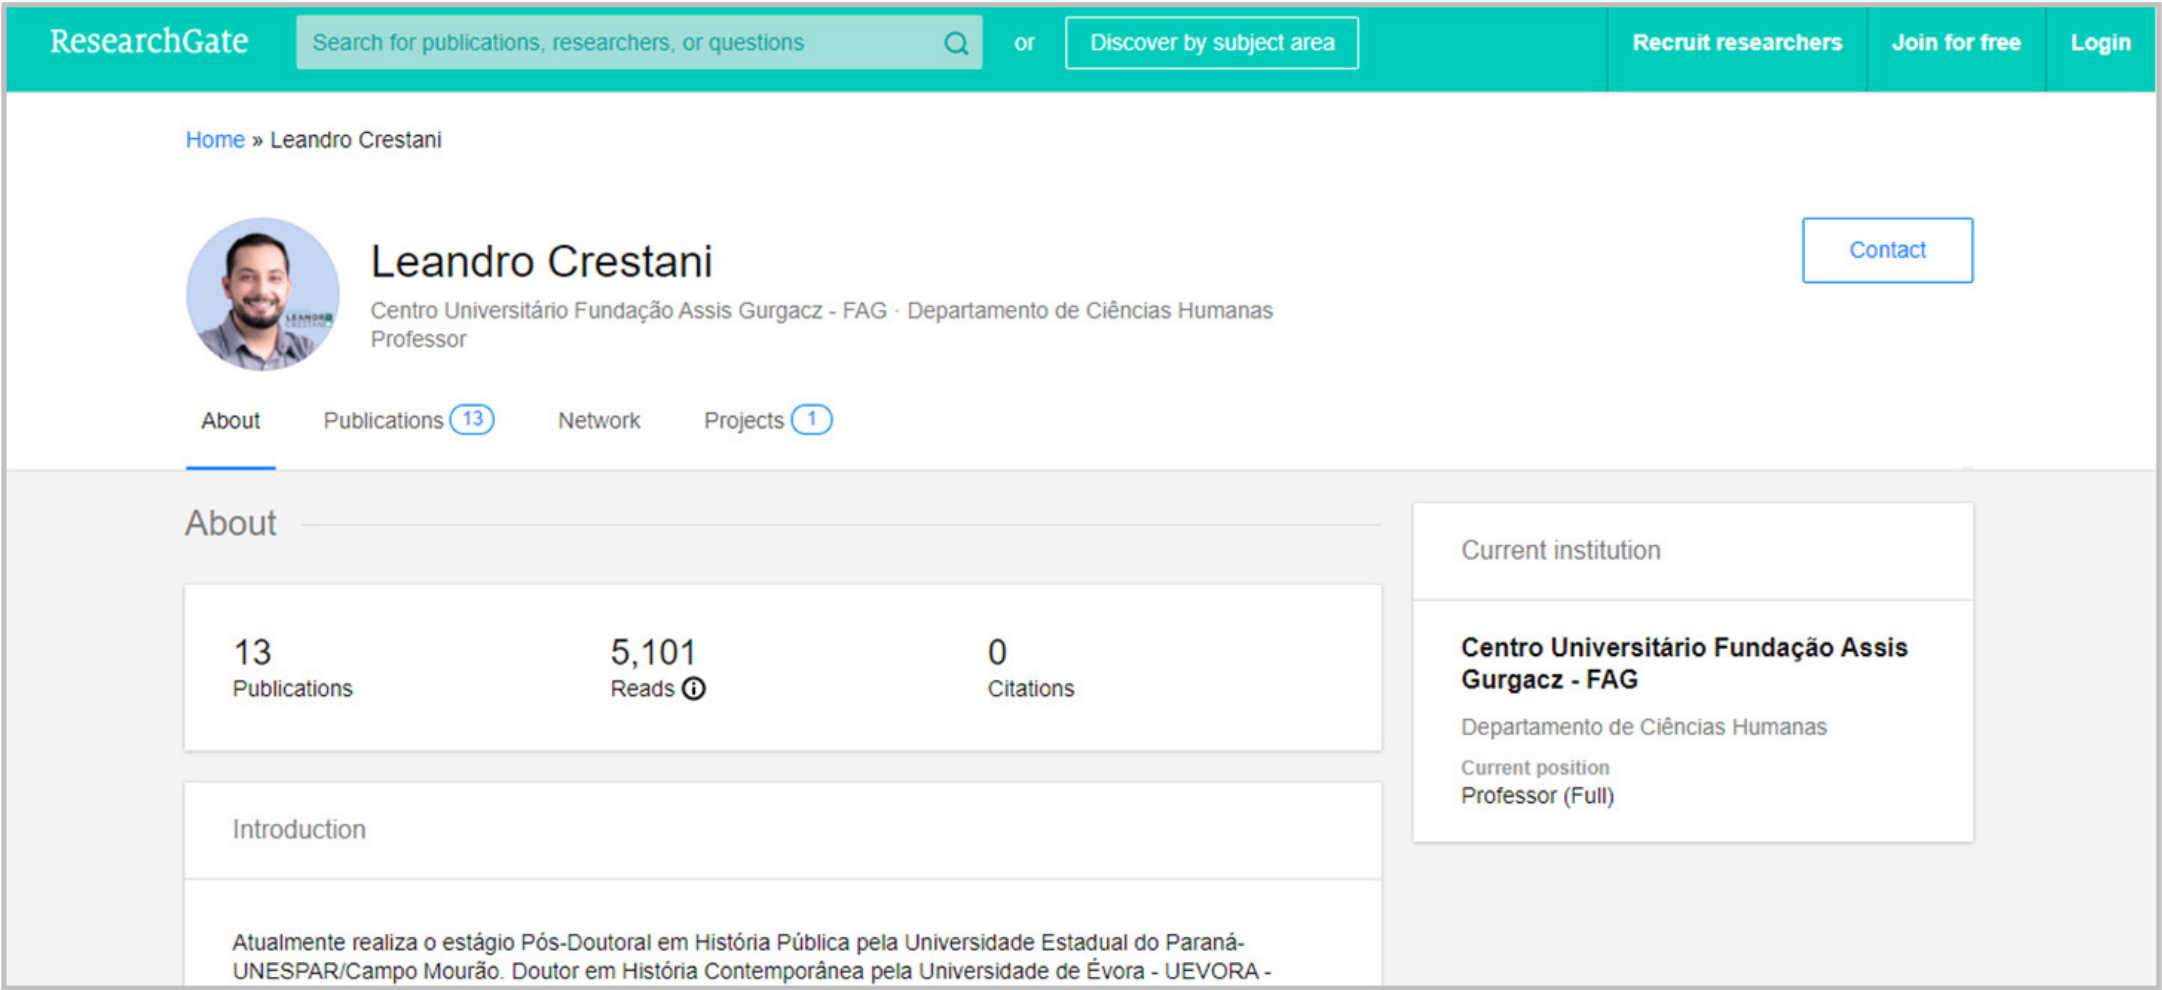 ResearchGate
Search for publications, researchers, or questions
or
Discover by subject area
Recruit researchers
Join for free
Login
Home » Leandro Crestani
LEANDRO
CRESTANI
Leandro Crestani
Centro Universitário Fundação Assis Gurgacz - FAG · Departamento de Ciências Humanas
Professor
Contact
About
Publications 13
Network
Projects 1
About
13
Publications
5,101
Reads
0
Citations
Introduction
Atualmente realiza o estágio Pós-Doutoral em História Pública pela Universidade Estadual do Paraná-
UNESPAR/Campo Mourão. Doutor em História Contemporânea pela Universidade de Évora - UEVORA -
Current institution
Centro Universitário Fundação Assis
Gurgacz - FAG
Departamento de Ciências Humanas
Current position
Professor (Full)